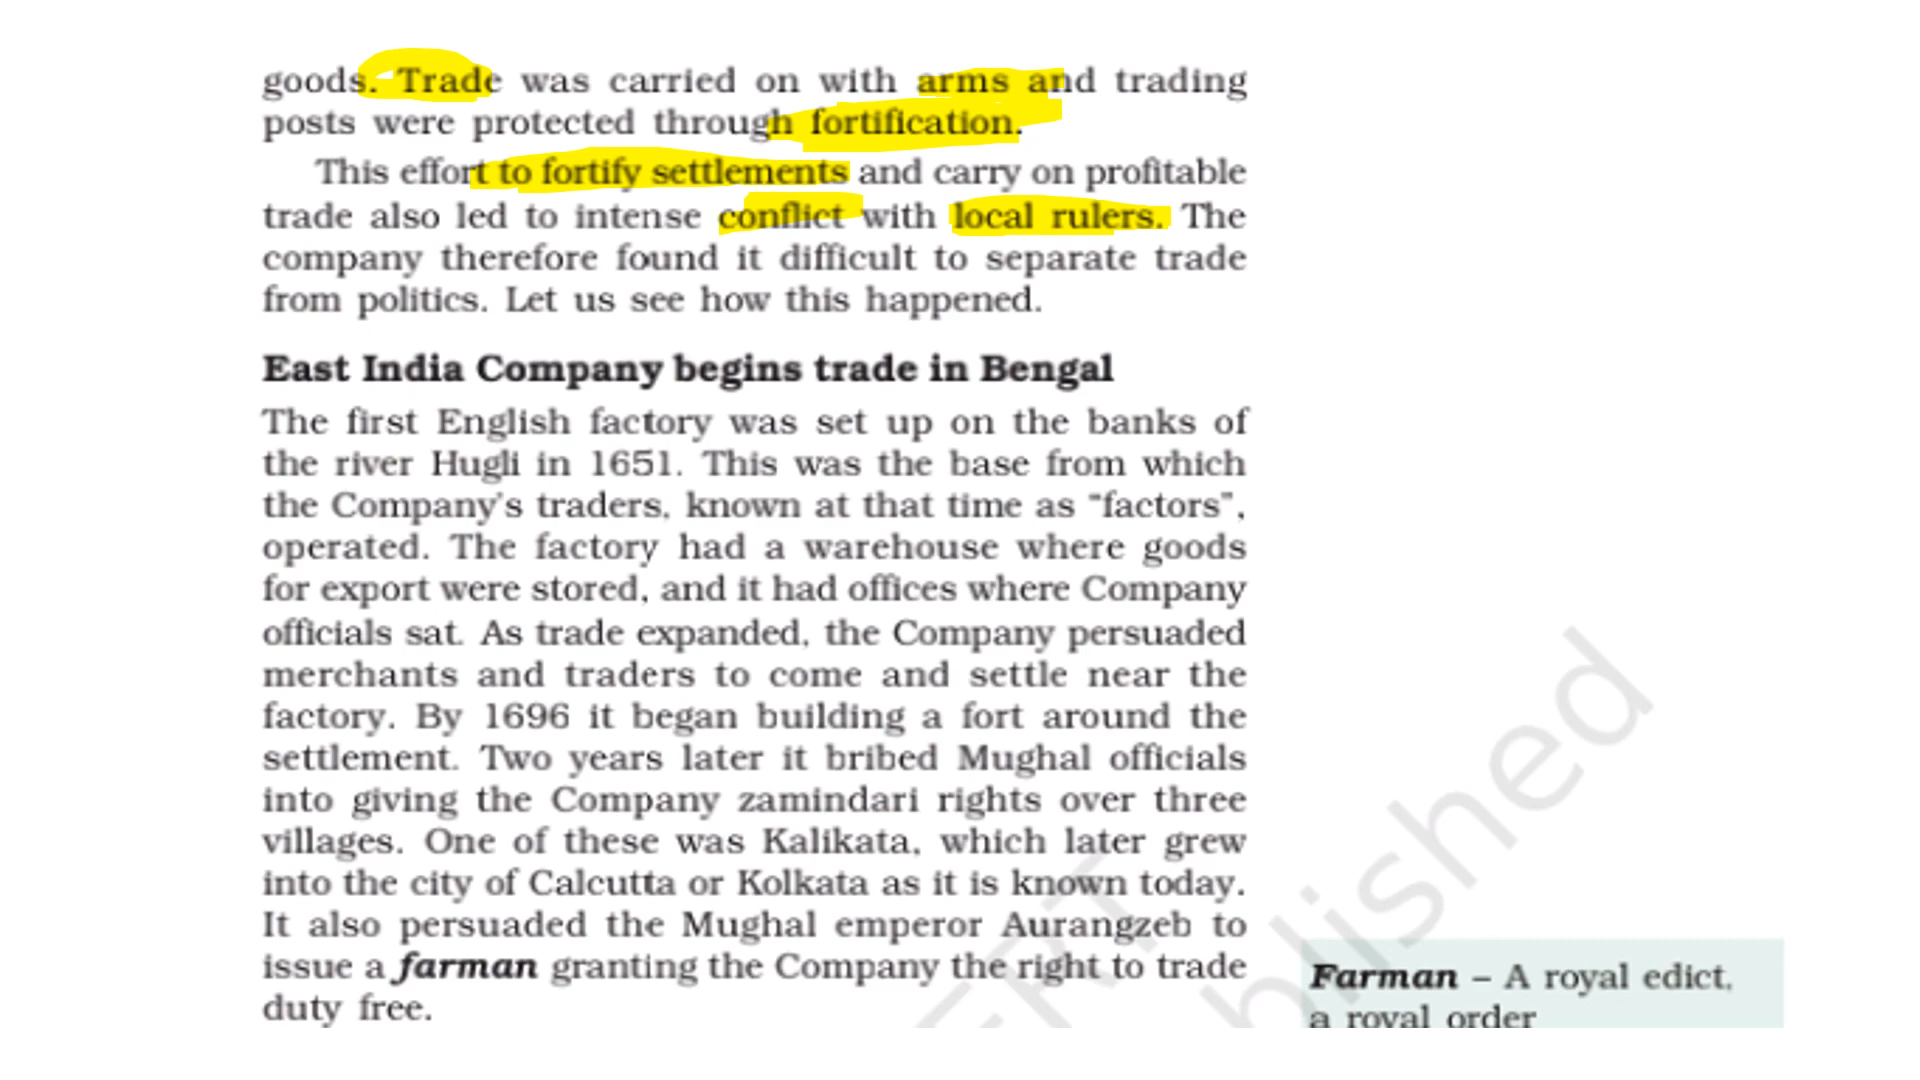 goods. Trade was carried on with arms and trading
posts were protected through fortification.
This effort to fortify settlements and carry on profitable
trade also led to intense conflict with local rulers. The
company therefore found it difficult to separate trade
from politics. Let us see how this happened.
East India Company begins trade in Bengal
The first English factory was set up on the banks of
the river Hugli in 1651. This was the base from which
the Company's traders, known at that time as "factors",
operated. The factory had a warehouse where goods
for export were stored, and it had offices where Company
officials sat. As trade expanded, the Company persuaded
merchants and traders to come and settle near the
factory. By 1696 it began building a fort around the
settlement. Two years later it bribed Mughal officials
into giving the Company zamindari rights over three
villages. One of these was Kalikata, which later grew
into the city of Calcutta or Kolkata as it is known today.
It also persuaded the Mughal emperor Aurangzeb to
issue a farman granting the Company the right to trade
duty free.
Farman – A royal edict,
a royal order